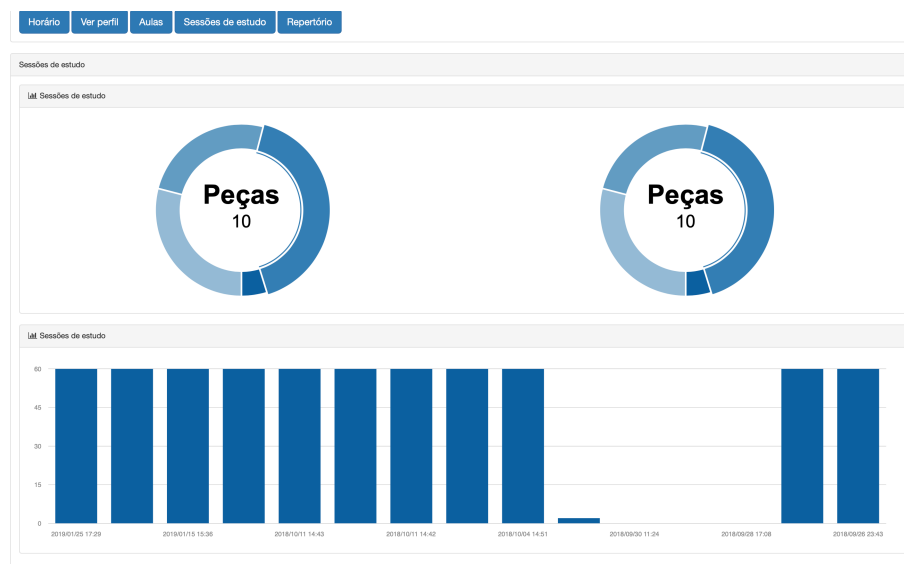 Horário Ver perfil Aulas Sessões de estudo Repertório
Sessões de estudo
Sessões de estudo
Peças
10
Peças
10
Sessões de estudo
60
45
30
15
0
2019/01/25 17:29 2019/01/15 15:36 2018/10/11 14:43 2018/10/11 14:42 2018/10/04 14:51 2018/09/30 11:24 2018/09/28 17:08 2018/09/26 23:43